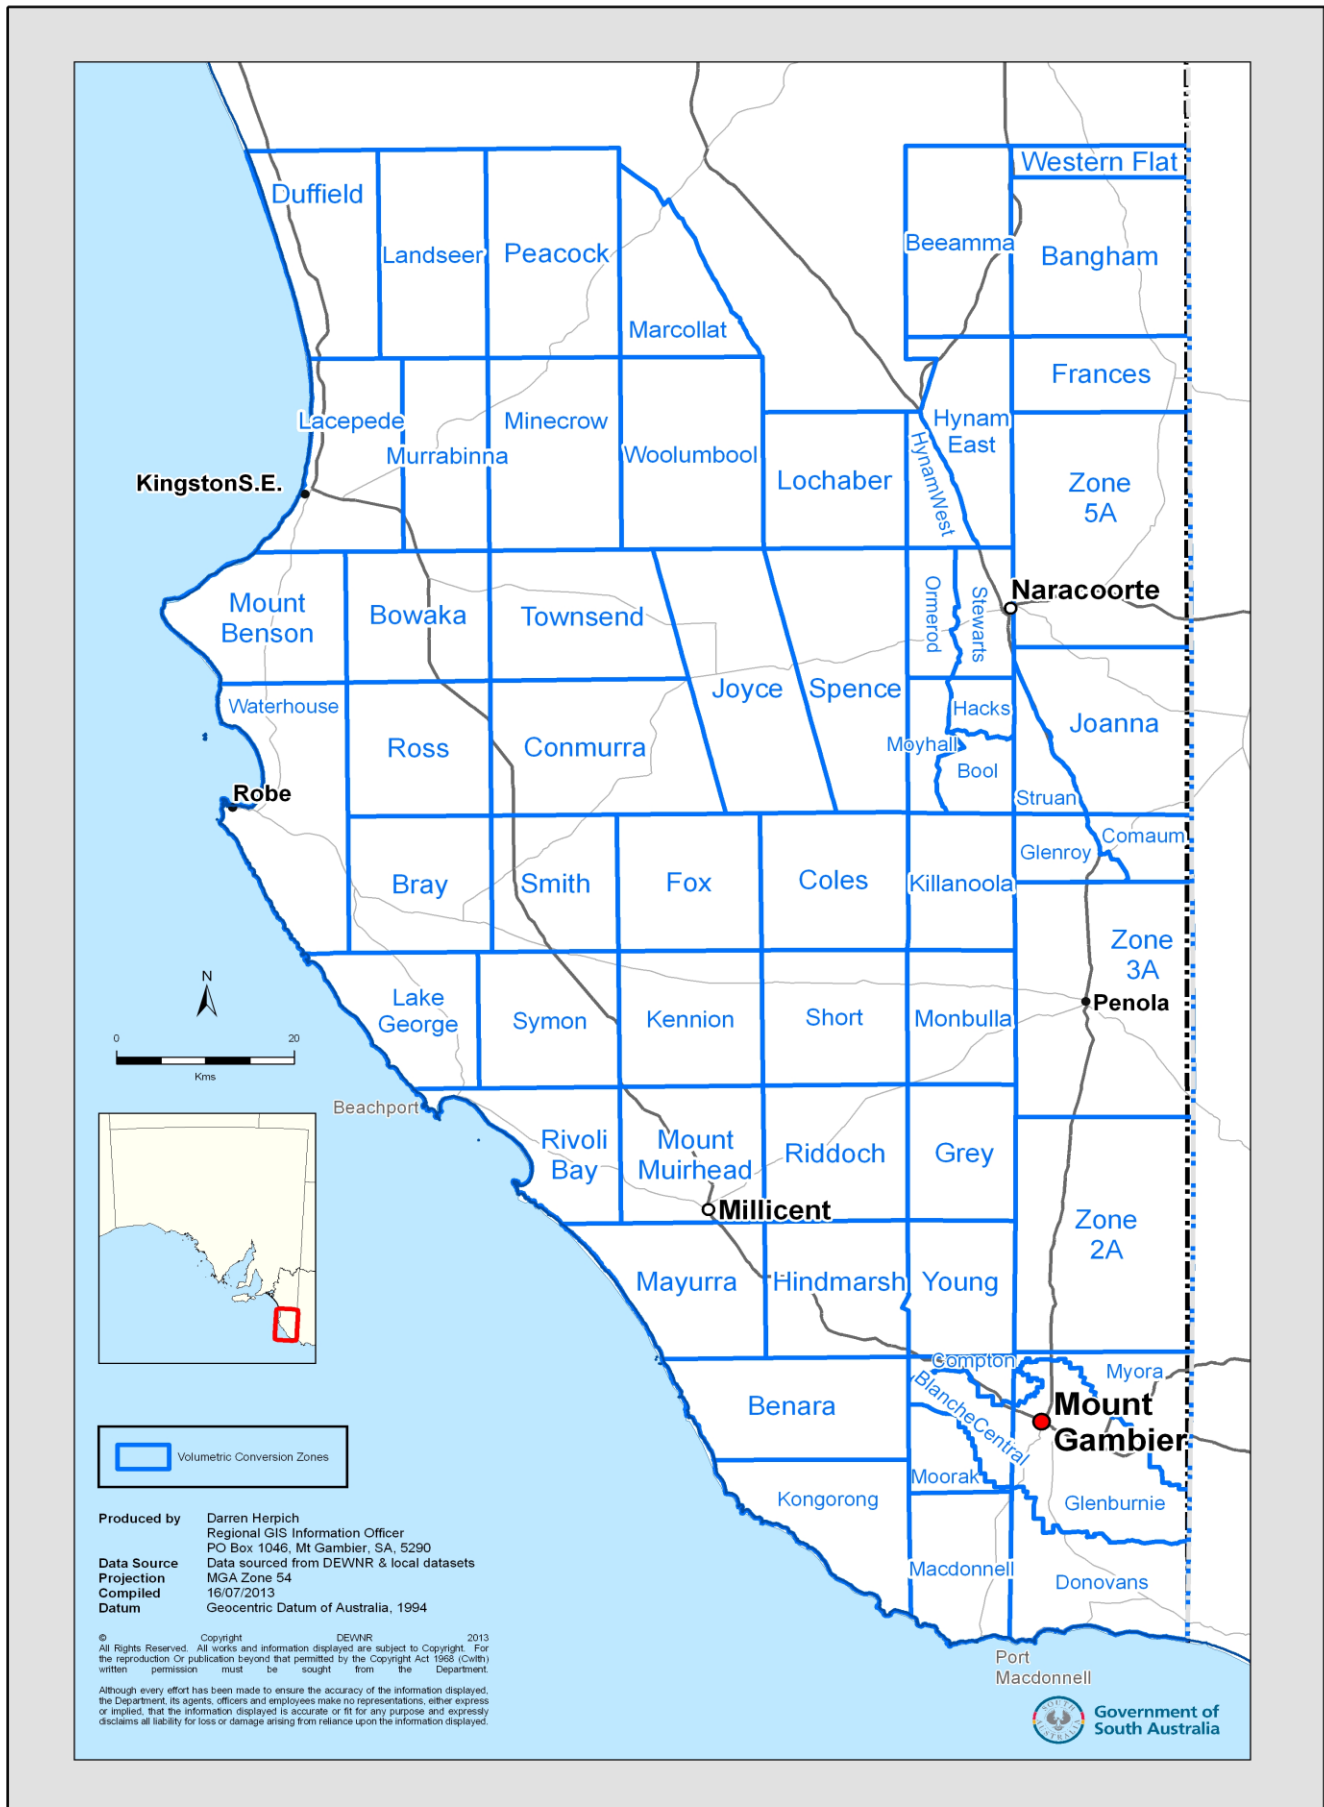 Western Flat
Duffield
Beeamma
Landseer
Peacock
Bangham
Marcollat
Frances
Lacepede
Minecrow
Hynam
East
Murrabinna
Woolumbool
HynamWest
Lochaber
Zone
5A
KingstonS.E.
Naracoorte
Mount
Benson
Bowaka
Townsend
Ormerod
Stewarts
Joyce
Spence
Waterhouse
Hacks
Joanna
Ross
Conmurra
Moyhall
Bool
Robe
Struan
Comaum
Glenroy
Bray
Smith
Fox
Coles
Killanoola
Zone
3A
Penola
Lake
George
Symon
Kennion
Short
Monbulla
N
0
20
Kms
Beachport
Rivoli
Bay
Mount
Muirhead
Riddoch
Grey
Millicent
Zone
2A
Mayurra
Hindmarsh
Young
Compton
Myora
BlancheCentral
Benara
Mount
Gambier
Moorak
Kongorong
Glenburnie
Macdonnell
Donovans
Port
Macdonnell
Volumetric Conversion Zones
Produced by Darren Herpich
Regional GIS Information Officer
PO Box 1046, Mt Gambier, SA, 5290
Data Source Data sourced from DEWNR & local datasets
Projection MGA Zone 54
Compiled 16/07/2013
Datum Geocentric Datum of Australia, 1994
© Copyright DEWNR 2013
All Rights Reserved. All works and information displayed are subject to Copyright. For
the reproduction Or publication beyond that permitted by the Copyright Act 1968 (Cwlth)
written permission must be sought from the Department.
Although every effort has been made to ensure the accuracy of the information displayed,
the Department, its agents, officers and employees make no representations, either express
or implied, that the information displayed is accurate or fit for any purpose and expressly
disclaims all liability for loss or damage arising from reliance upon the information displayed.
SOUTH
AUSTRALIA
Government of
South Australia